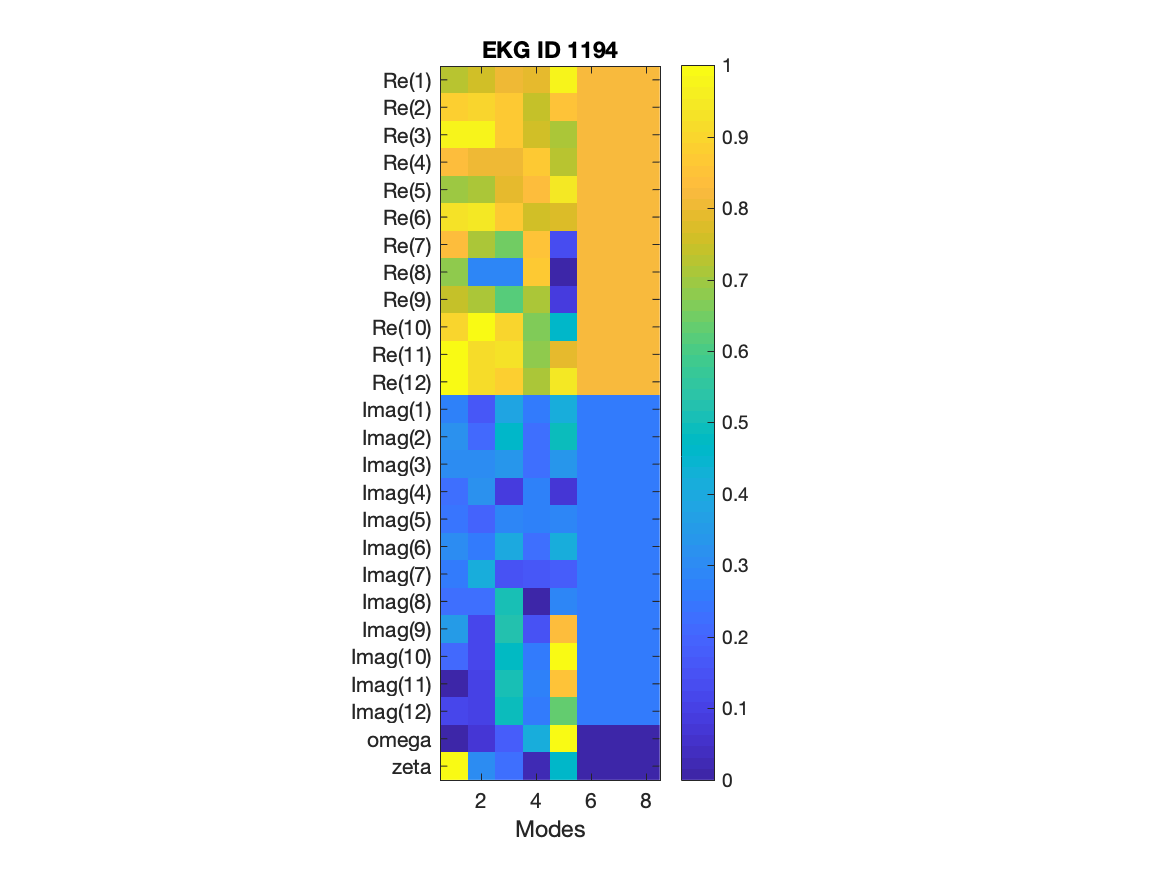 EKG ID 1194
Re(1)
Re(2)
Re(3)
Re(4)
Re(5)
Re(6)
Re(7)
Re(8)
Re(9)
Re(10)
Re(11)
Re(12)
Imag(1)
Imag(2)
Imag(3)
Imag(4)
Imag(5)
Imag(6)
Imag(7)
Imag(8)
Imag(9)
Imag(10)
Imag(11)
Imag(12)
omega
zeta
2 4 6 8
Modes
1
0.9
0.8
0.7
0.6
0.5
0.4
0.3
0.2
0.1
0